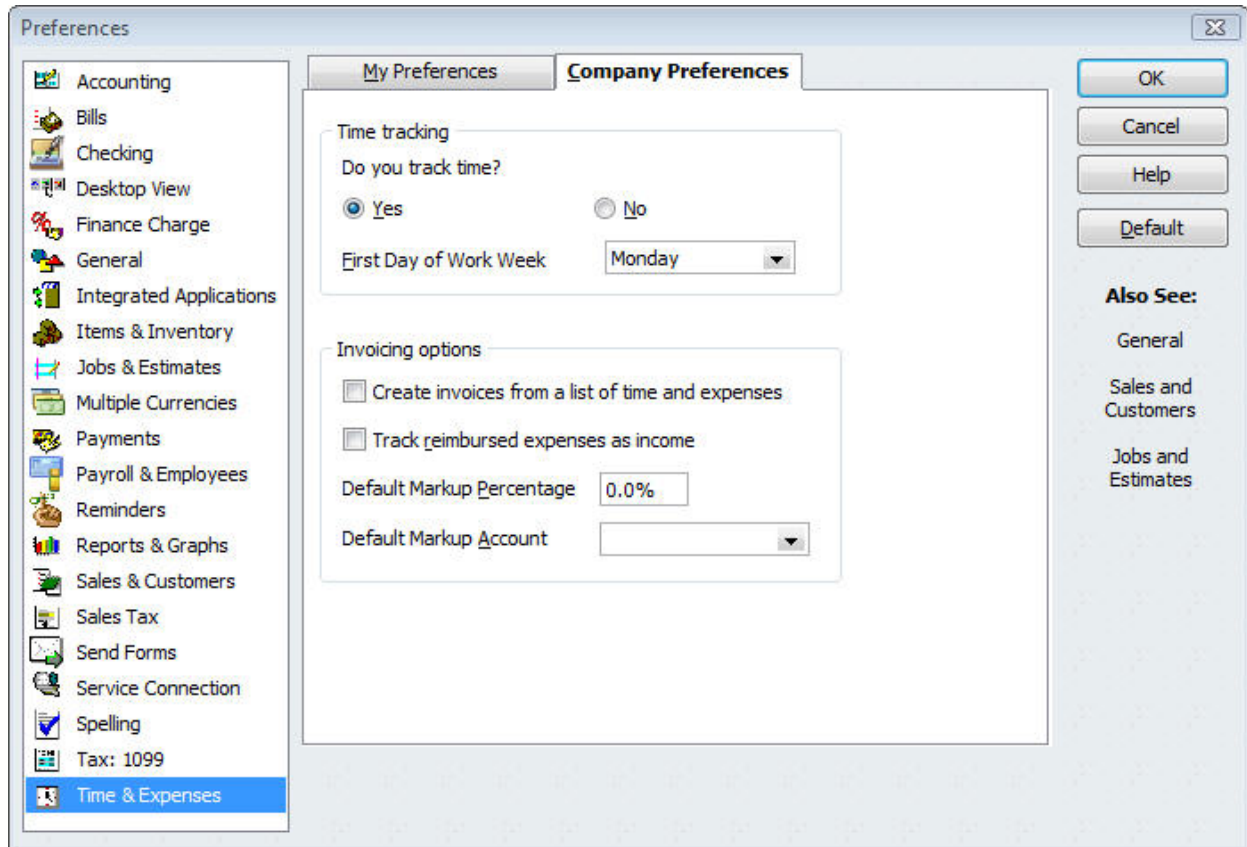 Preferences
Accounting
Bills
Checking
Desktop View
Finance Charge
General
Integrated Applications
Items & Inventory
Jobs & Estimates
Multiple Currencies
Payments
Payroll & Employees
Reminders
Reports & Graphs
Sales & Customers
Sales Tax
Send Forms
Service Connection
Spelling
Tax: 1099
Time & Expenses
My Preferences
Company Preferences
Time tracking
Do you track time?
Yes No
First Day of Work Week Monday
Invoicing options
Create invoices from a list of time and expenses
Track reimbursed expenses as income
Default Markup Percentage 0.0%
Default Markup Account
OK
Cancel
Help
Default
Also See:
General
Sales and
Customers
Jobs and
Estimates